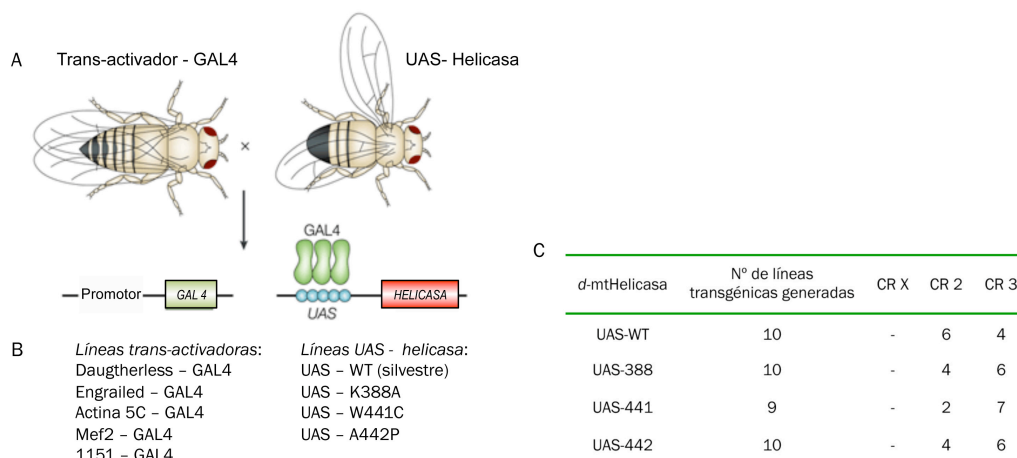 A
Trans-activador - GAL4
UAS- Helicasa
×
GAL4
Promotor
GAL 4
HELICASA
UAS
B
Líneas trans-activadoras:
Daugtherless – GAL4
Engrailed – GAL4
Actina 5C – GAL4
Mef2 – GAL4
1151 – GAL4
Líneas UAS - helicasa:
UAS – WT (silvestre)
UAS – K388A
UAS – W441C
UAS – A442P
C
d-mtHelicasa Nº de líneas transgénicas generadas CR X CR 2 CR 3
UAS-WT 10 - 6 4
UAS-388 10 - 4 6
UAS-441 9 - 2 7
UAS-442 10 - 4 6